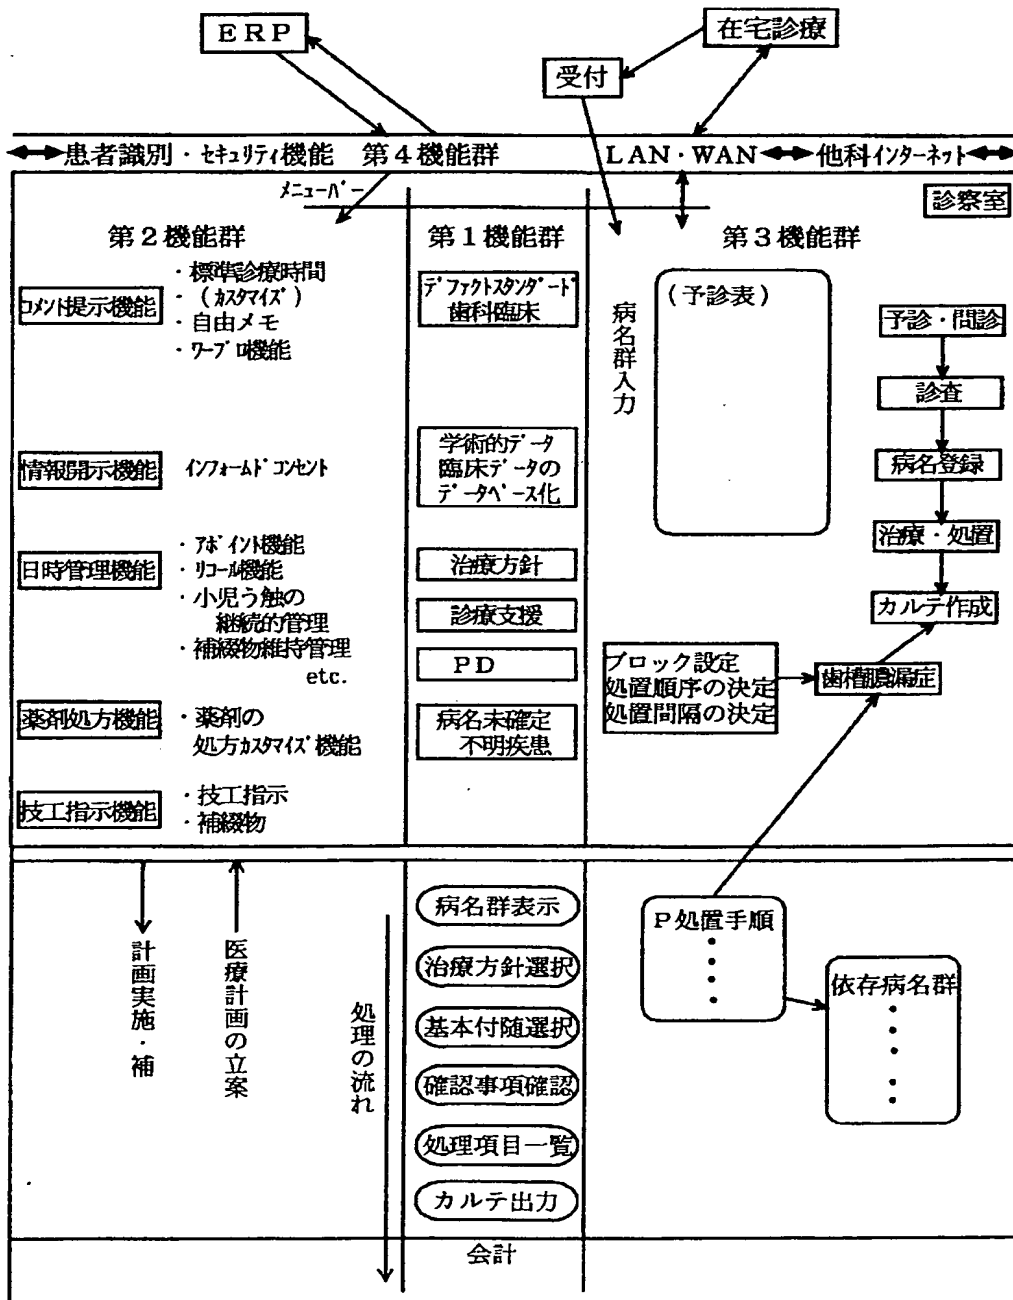 ERP
在宅診療
受付
患者識別・セキュリティ機能 第4機能群 LAN・WAN 他科インターネット
メニューバー
診察室
第2機能群
コメント提示機能
・標準診療時間
・(カスタマイズ)
・自由メモ
・ワープロ機能
情報開示機能
インフォームドコンセント
日時管理機能
・アポイント機能
・リコール機能
・小児う触の
継続的管理
・補綴物維持管理
etc.
薬剤処方機能
・薬剤の
処方カスタマイズ機能
技工指示機能
・技工指示
・補綴物
第1機能群
デファクトスタンダード
歯科臨床
学術的データ
臨床データの
データベース化
治療方針
診療支援
PD
病名未確定
不明疾患
第3機能群
病名群入力
(予診表)
予診・問診
診査
病名登録
治療・処置
カルテ作成
ブロック設定
処置順序の決定
処置間隔の決定
歯槽膿漏症
計画実施・補
医療計画の立案
処理の流れ
病名群表示
治療方針選択
基本付随選択
確認事項確認
処理項目一覧
カルテ出力
会計
P処置手順
依存病名群